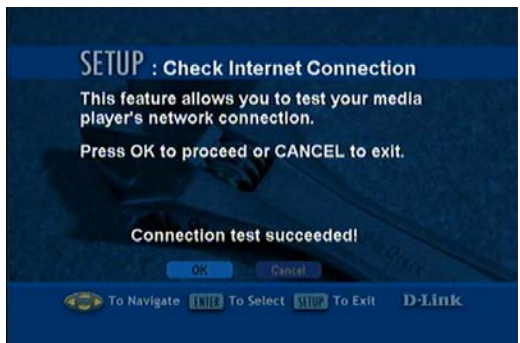 SETUP : Check Internet Connection
This feature allows you to test your media
player's network connection.
Press OK to proceed or CANCEL to exit.
Connection test succeeded!
OK Cancel
To Navigate ENTER To Select SETUP To Exit D-Link